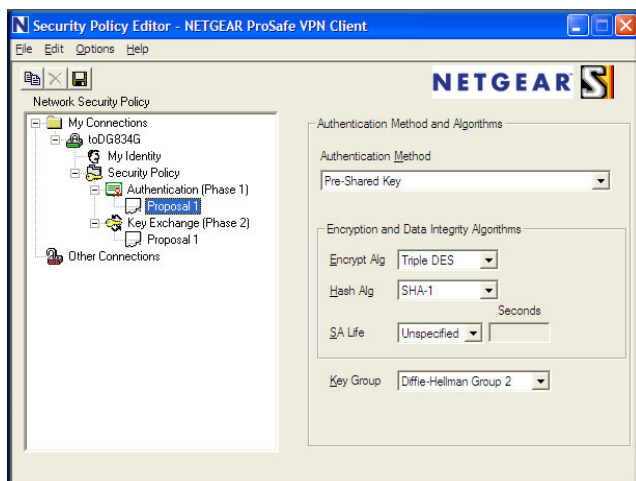 N Security Policy Editor - NETGEAR ProSafe VPN Client
File Edit Options Help
NETGEAR
Network Security Policy
My Connections
toDG834G
My Identity
Security Policy
Authentication (Phase 1)
Proposal 1
Key Exchange (Phase 2)
Proposal 1
Other Connections
Authentication Method and Algorithms
Authentication Method
Pre-Shared Key
Encryption and Data Integrity Algorithms
Encrypt Alg Triple DES
Hash Alg SHA-1
Seconds
SA Life Unspecified
Key Group Diffie-Hellman Group 2